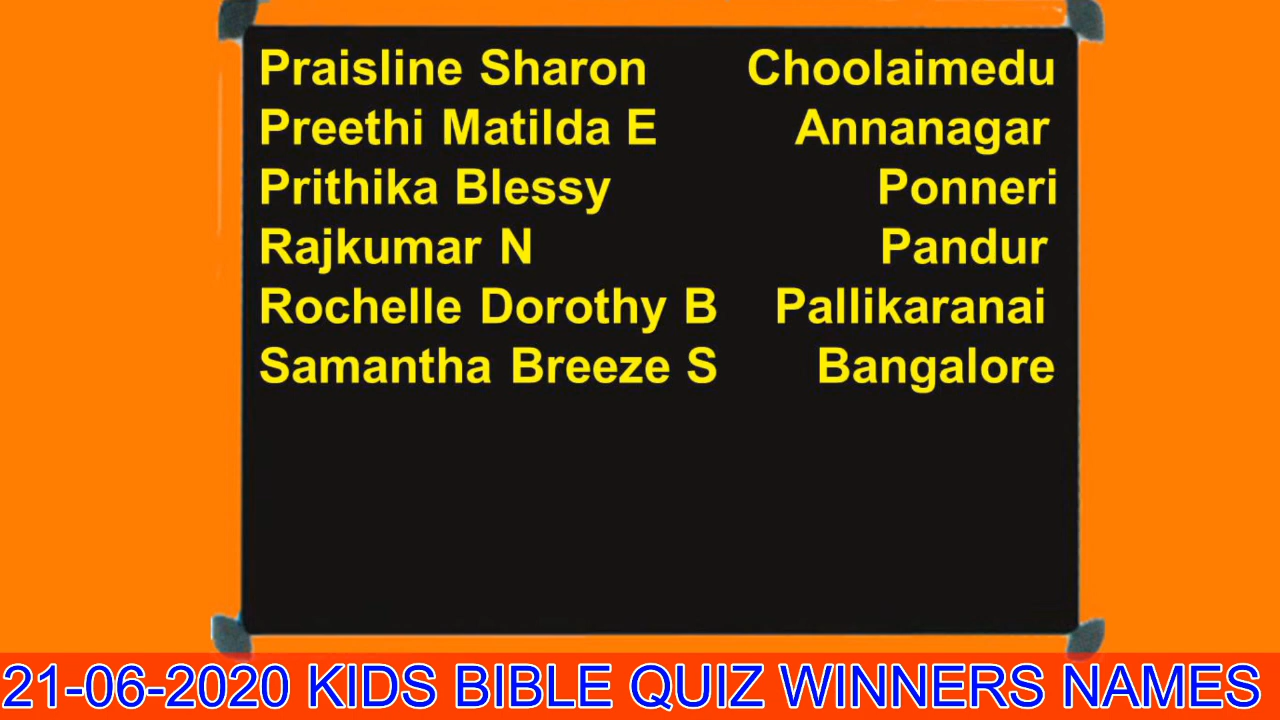 Praisline Sharon Choolaimedu
Preethi Matilda E Annanagar
Prithika Blessy Ponneri
Rajkumar N Pandur
Rochelle Dorothy B Pallikaranai
Samantha Breeze S Bangalore
21-06-2020 KIDS BIBLE QUIZ WINNERS NAMES